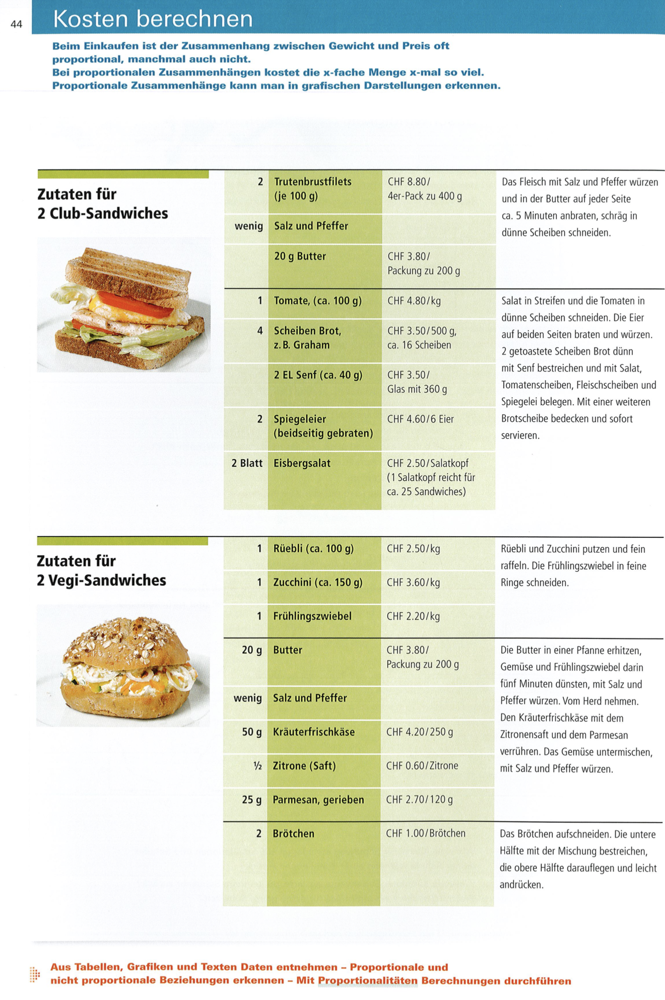 44
Kosten berechnen
Beim Einkaufen ist der Zusammenhang zwischen Gewicht und Preis oft
proportional, manchmal auch nicht.
Bei proportionalen Zusammenhängen kostet die x-fache Menge x-mal so viel.
Proportionale Zusammenhänge kann man in grafischen Darstellungen erkennen.
Zutaten für
2 Club-Sandwiches
2 Trutenbrustfilets
(je 100 g)
CHF 8.80/
4er-Pack zu 400 g
wenig Salz und Pfeffer
20 g Butter
CHF 3.80/
Packung zu 200 g
Das Fleisch mit Salz und Pfeffer würzen
und in der Butter auf jeder Seite
ca. 5 Minuten anbraten, schräg in
dünne Scheiben schneiden.
1 Tomate, (ca. 100 g) CHF 4.80/kg
4 Scheiben Brot,
z. B. Graham
CHF 3.50/500 g,
ca. 16 Scheiben
2 EL Senf (ca. 40 g)
CHF 3.50/
Glas mit 360 g
2 Spiegeleier
(beidseitig gebraten)
CHF 4.60/6 Eier
2 Blatt Eisbergsalat
CHF 2.50/Salatkopf
(1 Salatkopf reicht für
ca. 25 Sandwiches)
Salat in Streifen und die Tomaten in
dünne Scheiben schneiden. Die Eier
auf beiden Seiten braten und würzen.
2 getoastete Scheiben Brot dünn
mit Senf bestreichen und mit Salat,
Tomatenscheiben, Fleischscheiben und
Spiegelei belegen. Mit einer weiteren
Brotscheibe bedecken und sofort
servieren.
Zutaten für
2 Vegi-Sandwiches
1 Rüebli (ca. 100 g) CHF 2.50/kg
1 Zucchini (ca. 150 g) CHF 3.60/kg
1 Frühlingszwiebel CHF 2.20/kg
Rüebli und Zucchini putzen und fein
raffeln. Die Frühlingszwiebel in feine
Ringe schneiden.
20 g Butter
CHF 3.80/
Packung zu 200 g
wenig Salz und Pfeffer
50 g Kräuterfrischkäse CHF 4.20/250 g
½ Zitrone (Saft) CHF 0.60/Zitrone
25 g Parmesan, gerieben CHF 2.70/120 g
Die Butter in einer Pfanne erhitzen,
Gemüse und Frühlingszwiebel darin
fünf Minuten dünsten, mit Salz und
Pfeffer würzen. Vom Herd nehmen.
Den Kräuterfrischkäse mit dem
Zitronensaft und dem Parmesan
verrühren. Das Gemüse untermischen,
mit Salz und Pfeffer würzen.
2 Brötchen CHF 1.00/Brötchen
Das Brötchen aufschneiden. Die untere
Hälfte mit der Mischung bestreichen,
die obere Hälfte darauflegen und leicht
andrücken.
Aus Tabellen, Grafiken und Texten Daten entnehmen – Proportionale und
nicht proportionale Beziehungen erkennen – Mit Proportionalitäten Berechnungen durchführen